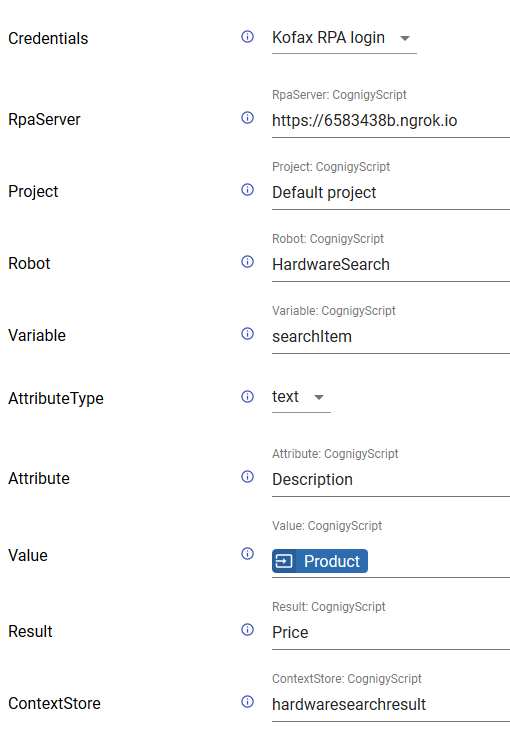 Credentials
Kofax RPA login
RpaServer: CognigyScript
RpaServer
https://6583438b.ngrok.io
Project: CognigyScript
Project
Default project
Robot: CognigyScript
Robot
HardwareSearch
Variable: CognigyScript
Variable
searchItem
AttributeType
text
Attribute: CognigyScript
Attribute
Description
Value: CognigyScript
Value
Product
Result: CognigyScript
Result
Price
ContextStore: CognigyScript
ContextStore
hardwaresearchresult